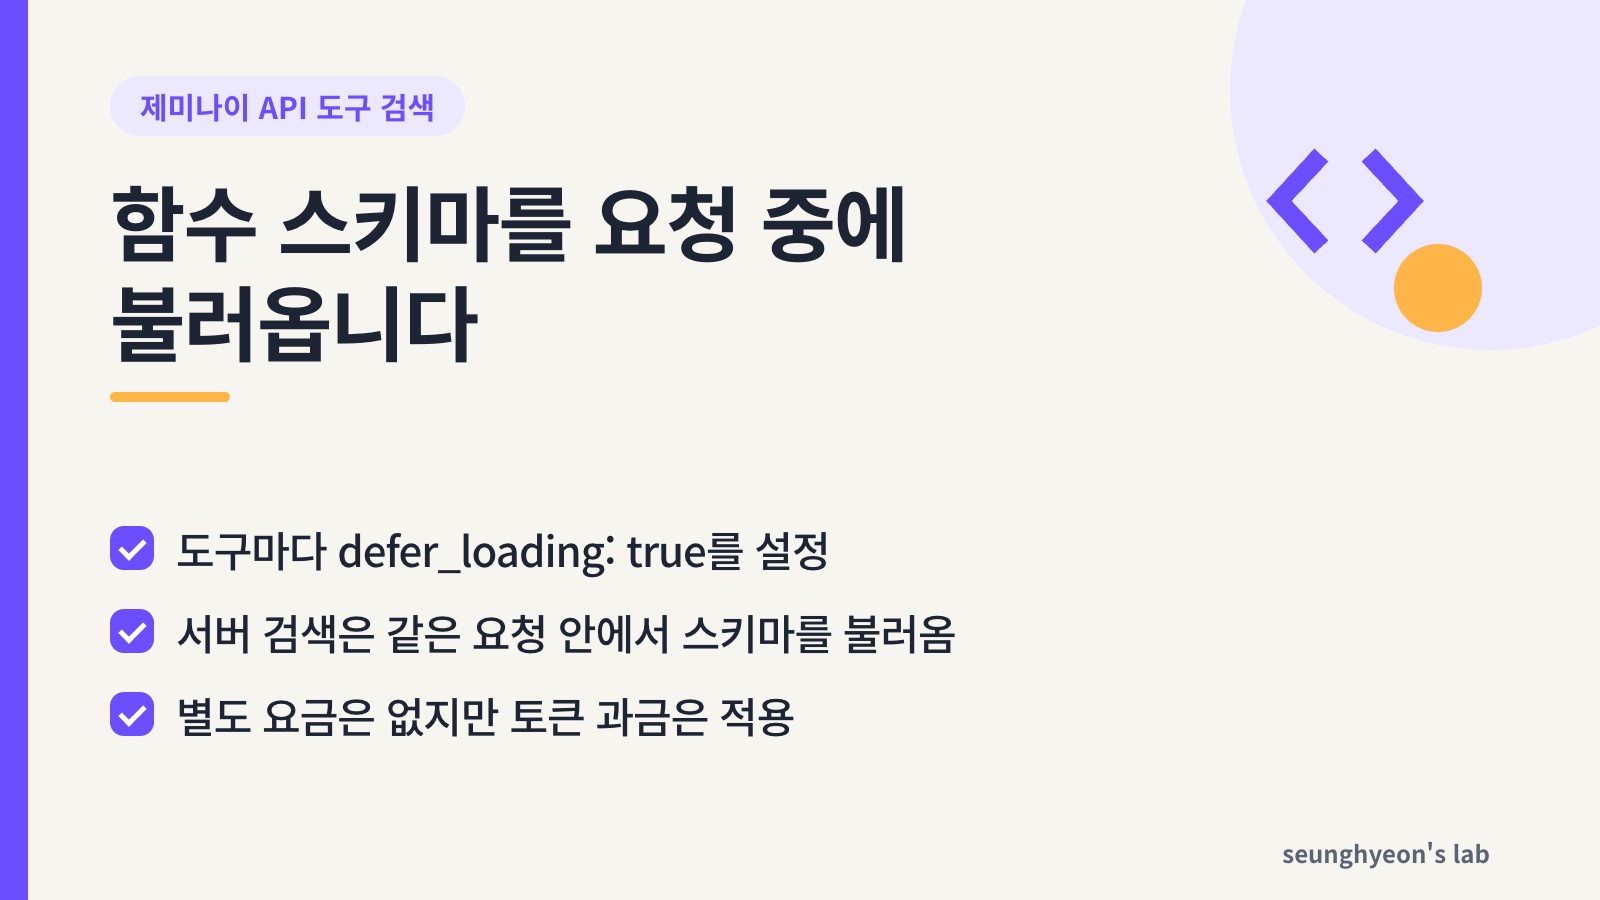 제미나이 API 도구 검색
함수 스키마를 요청 중에
불러옵니다
도구마다 defer_loading: true를 설정
서버 검색은 같은 요청 안에서 스키마를 불러옴
별도 요금은 없지만 토큰 과금은 적용
seunghyeon's lab